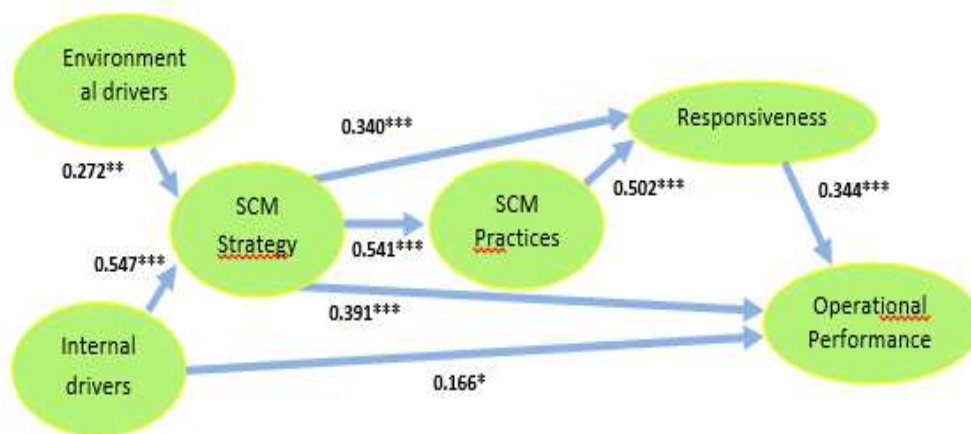 Environment
al drivers
0.272**
0.340***
Responsiveness
SCM
Strategy
SCM
Practices
0.502***
0.344***
0.547***
0.541***
0.391***
Operational
Performance
Internal
drivers
0.166*